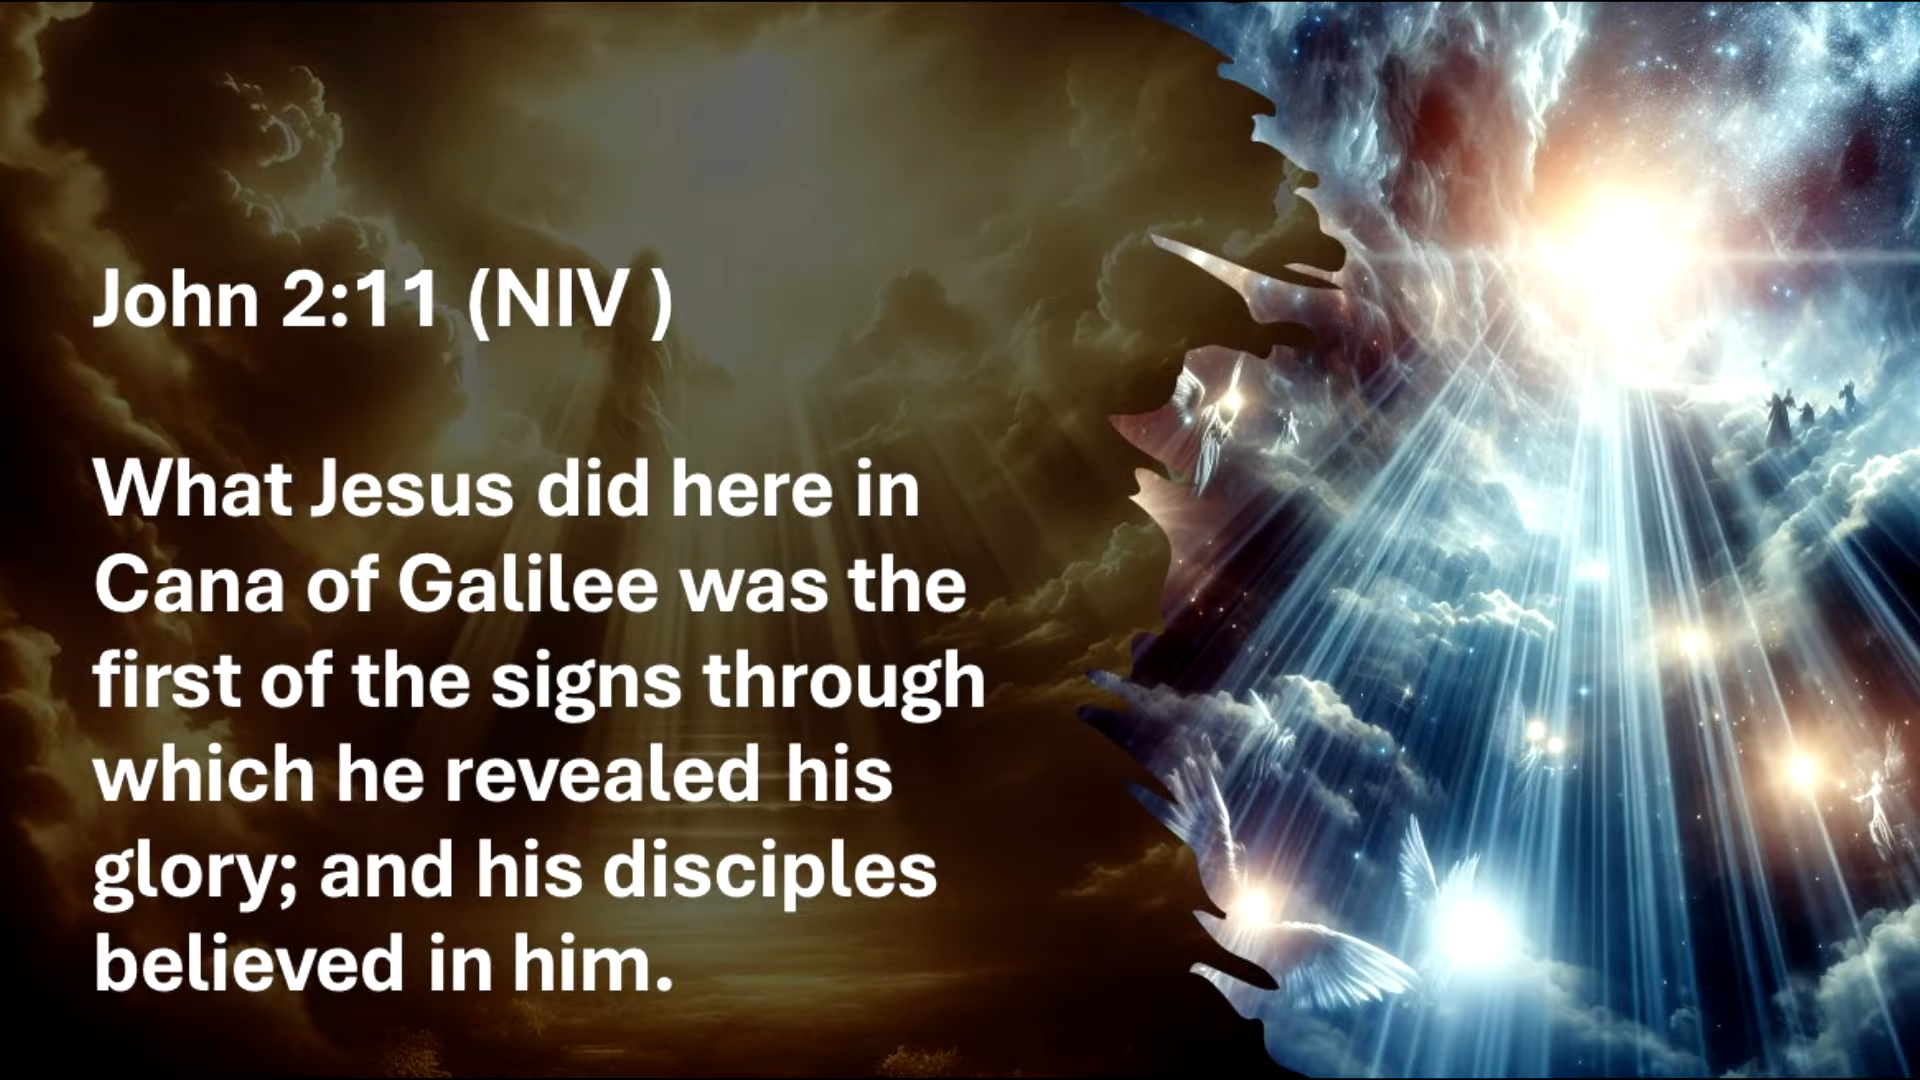 John 2:11 (NIV )
What Jesus did here in
Cana of Galilee was the
first of the signs through
which he revealed his
glory; and his disciples
believed in him.